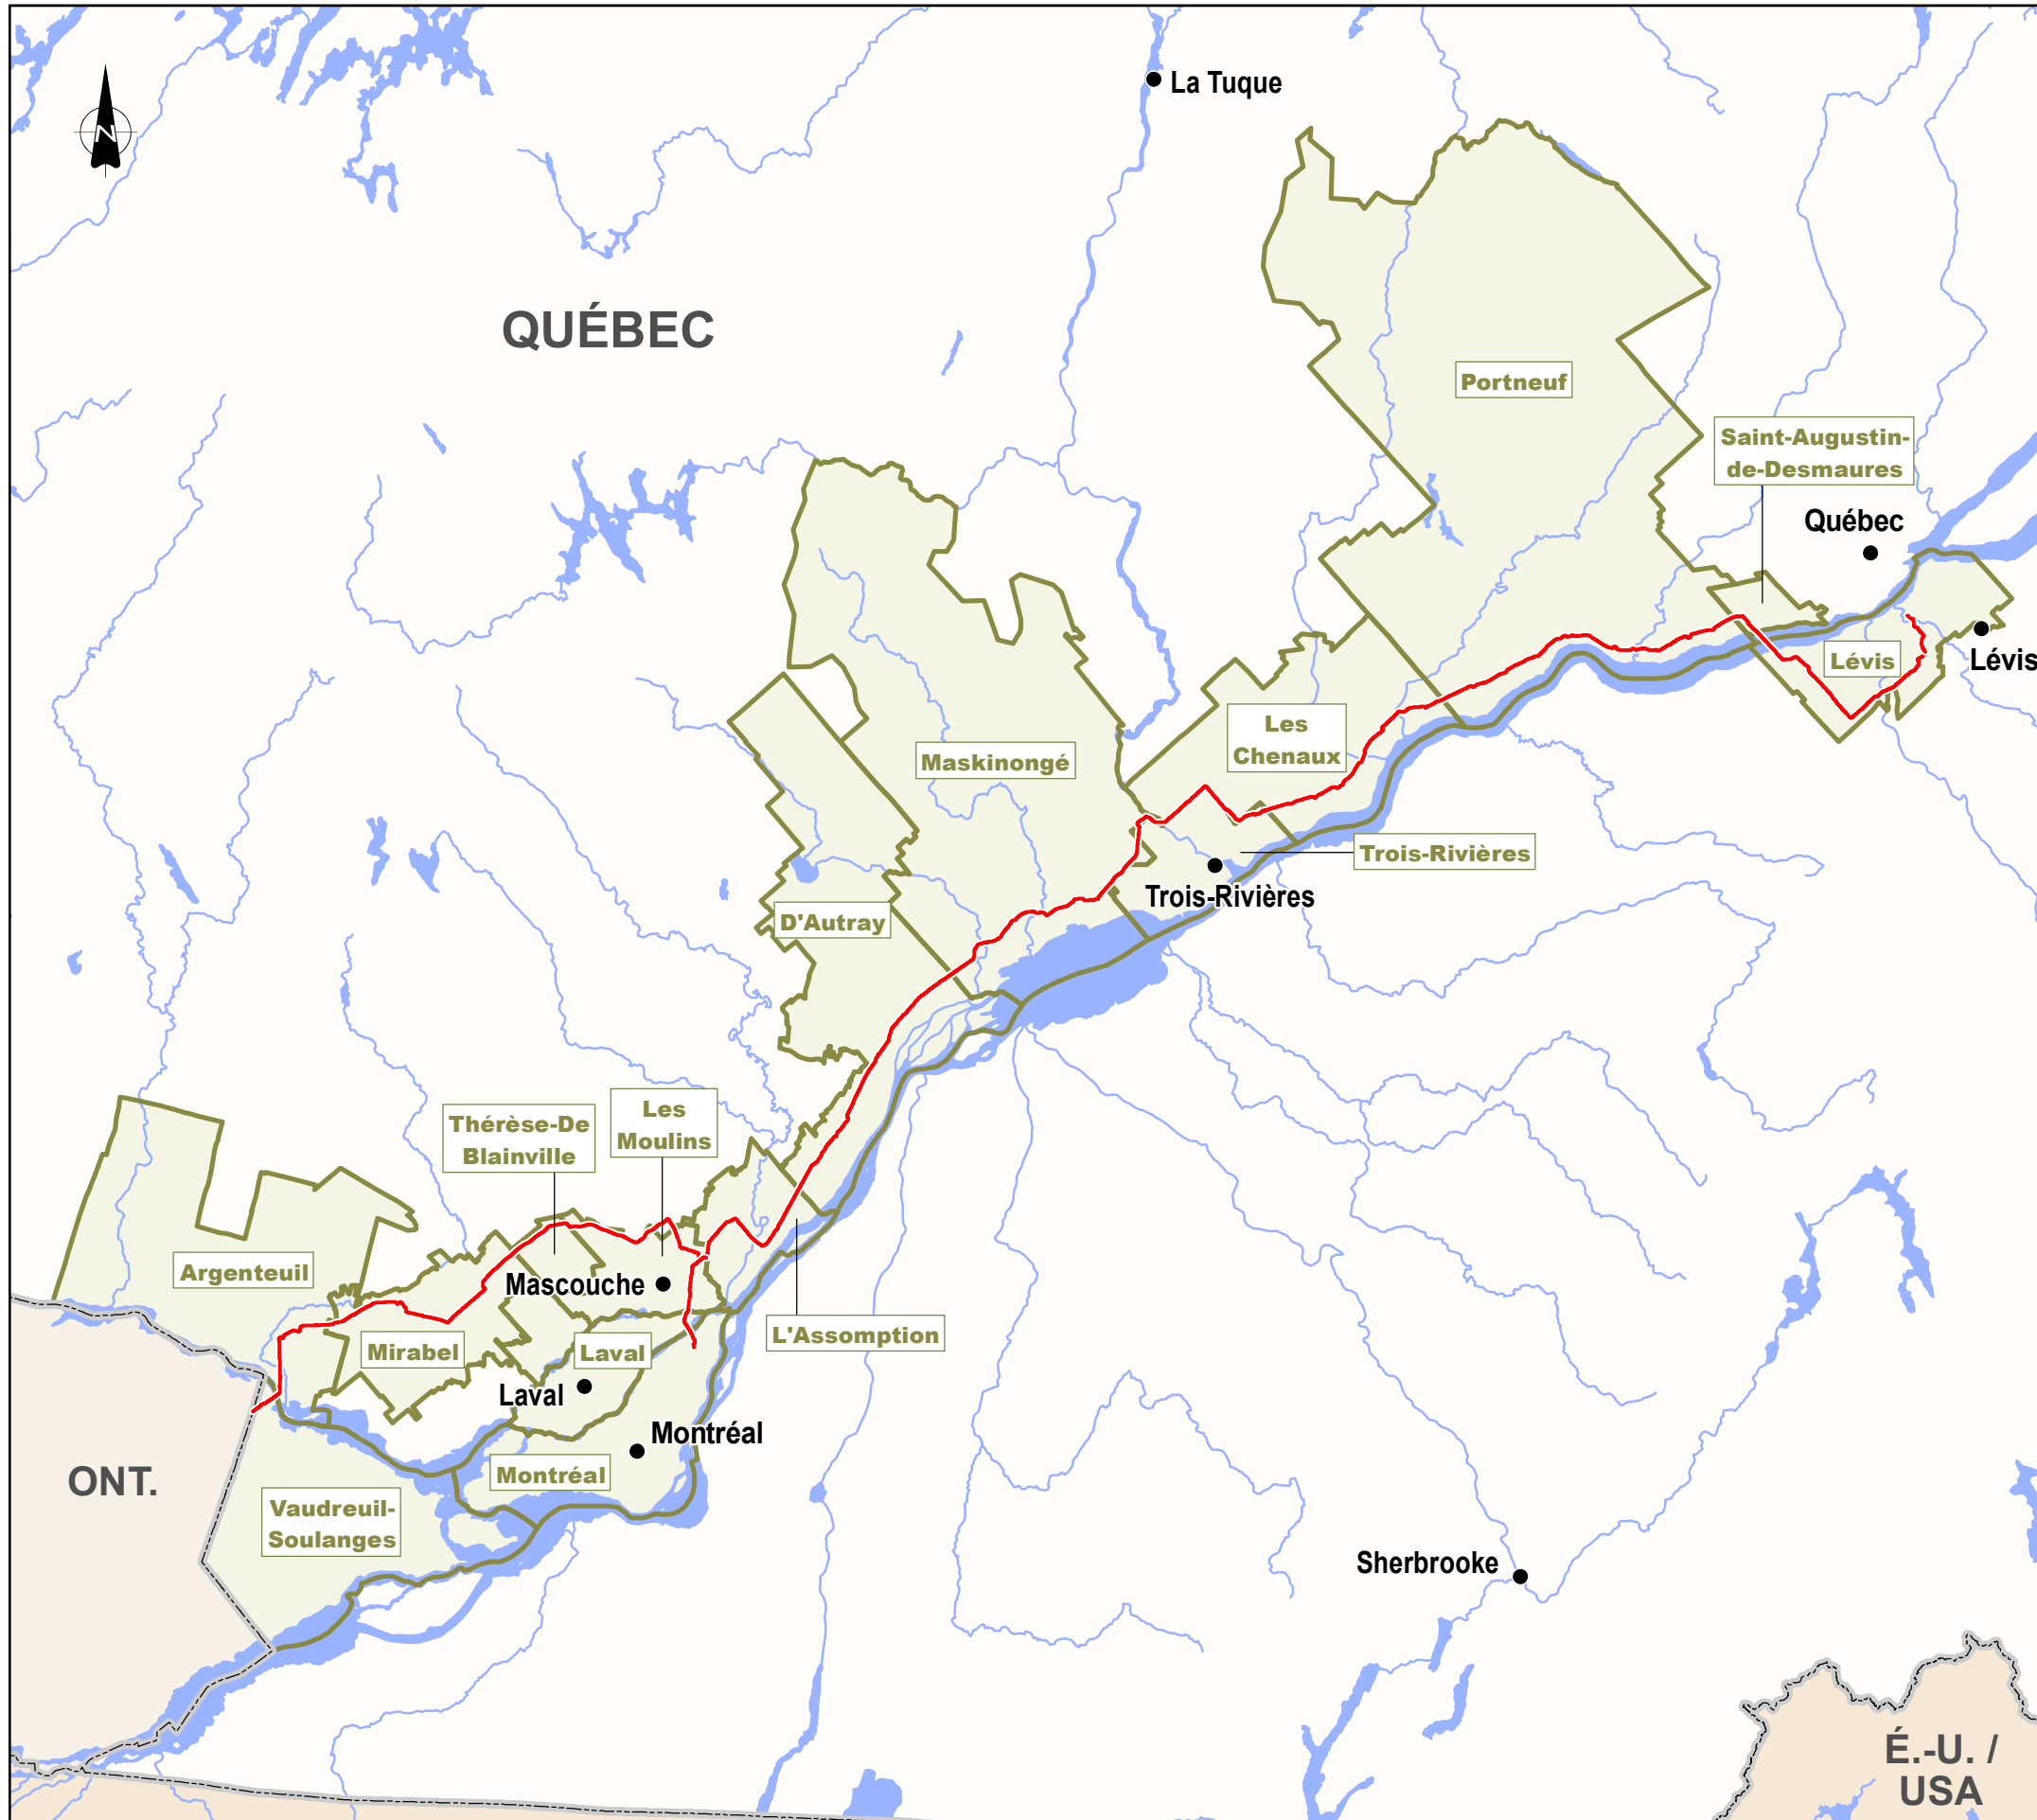 La Tuque
N
QUÉBEC
Portneuf
Saint-Augustin-
de-Desmaures
Québec
Lévis
Lévis
Les
Chenaux
Maskinongé
Trois-Rivières
Trois-Rivières
D'Autray
Les
Moulins
Thérèse-De
Blainville
Argenteuil
Mascouche
L'Assomption
Mirabel
Laval
Laval
Montréal
Montréal
ONT.
Vaudreuil-
Soulanges
Sherbrooke
É.-U. /
USA